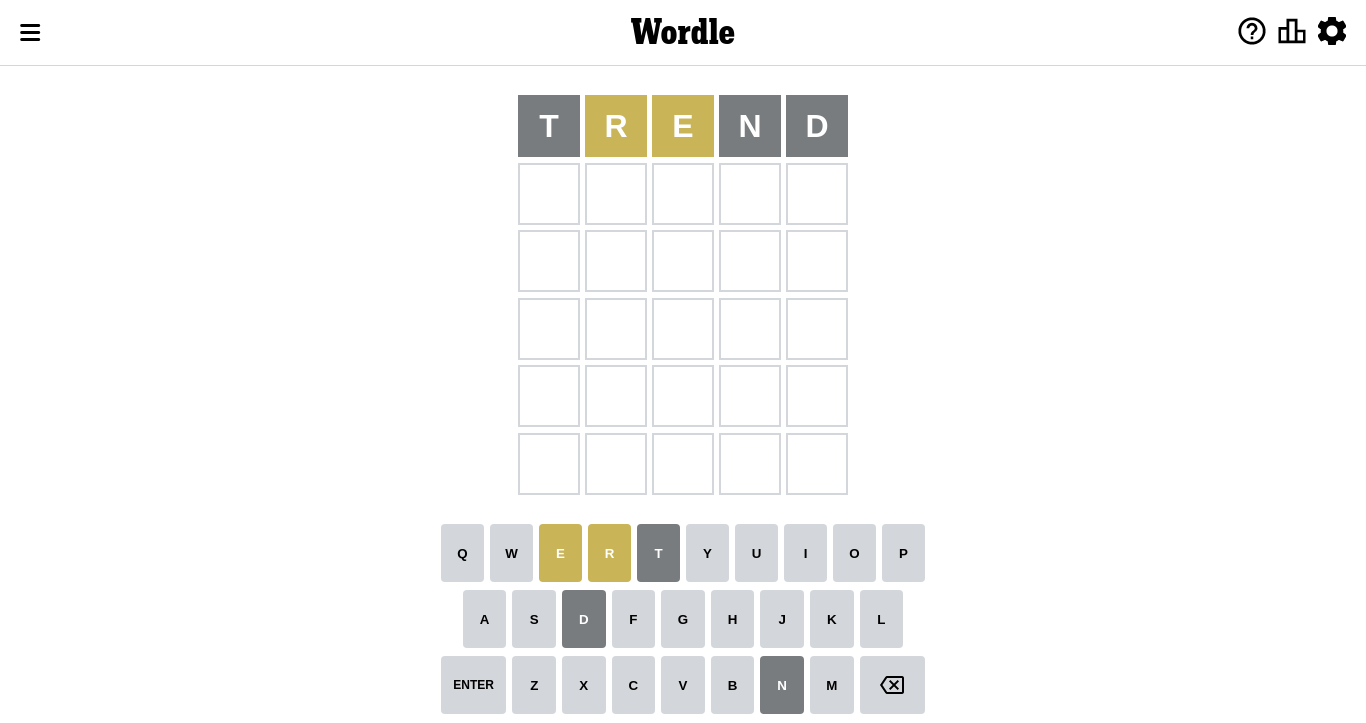 Wordle
T R E N D
Q W E R T Y U I O P
A S D F G H J K L
ENTER Z X C V B N M